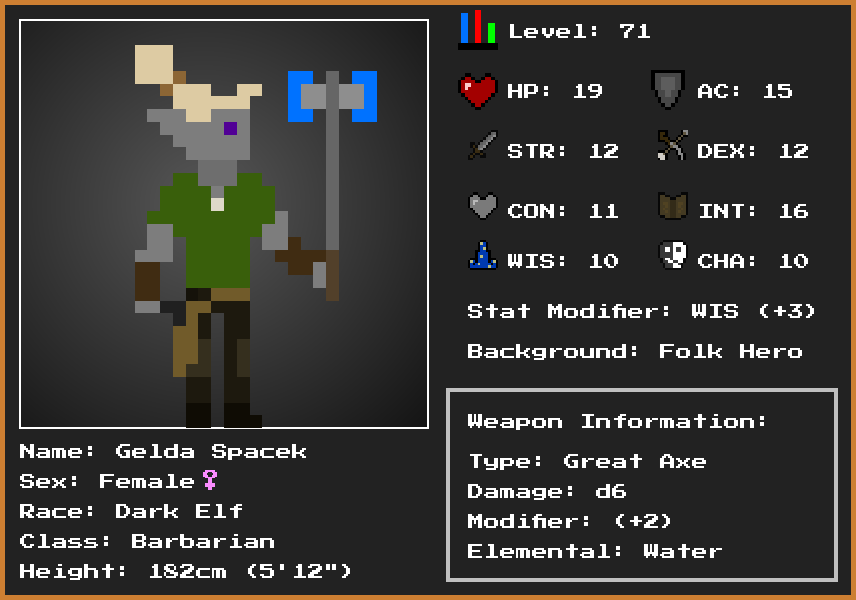 Level: 71
HP: 19
AC: 15
STR: 12
DEX: 12
CON: 11
INT: 16
WIS: 10
CHA: 10
Stat Modifier: WIS (+3)
Background: Folk Hero
Weapon Information:
Type: Great Axe
Damage: d6
Modifier: (+2)
Elemental: Water
Name: Gelda Spacek
Sex: Female♀
Race: Dark Elf
Class: Barbarian
Height: 182cm (5'12")